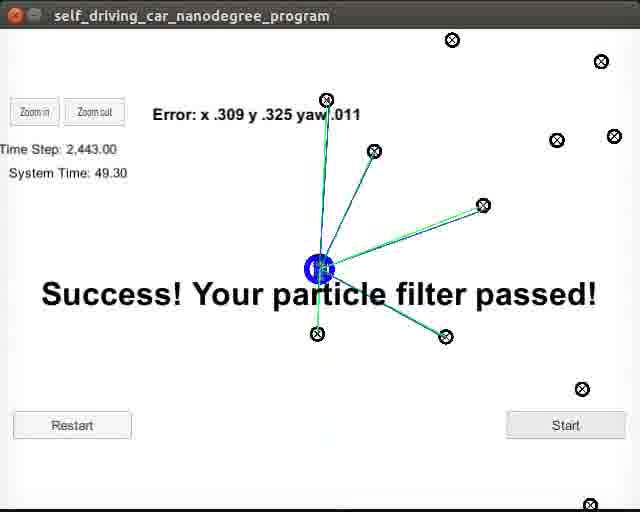 self_driving_car_nanodegree_program
Zoom in Zoom out
Error: x .309 y .325 yaw .011
Time Step: 2,443.00
System Time: 49.30
Success! Your particle filter passed!
Restart
Start